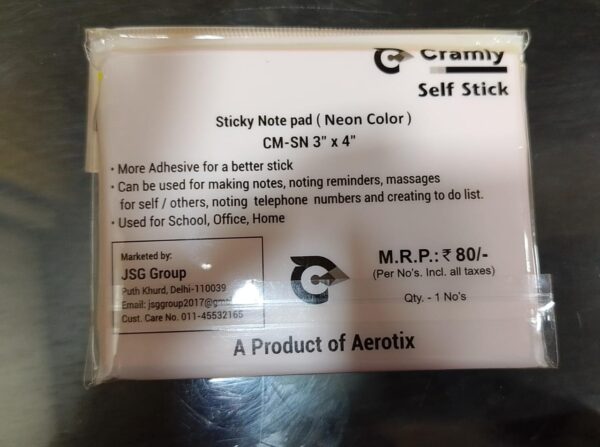 Cramly
Self Stick
Sticky Note pad ( Neon Color )
CM-SN 3" x 4"
• More Adhesive for a better stick
• Can be used for making notes, noting reminders, massages
for self / others, noting telephone numbers and creating to do list.
• Used for School, Office, Home
Marketed by:
JSG Group
Puth Khurd, Delhi-110039
Email: jsggroup2017@gm
Cust. Care No. 011-45532165
M.R.P.: ₹ 80/-
(Per No's. Incl. all taxes)
Qty. - 1 No's
A Product of Aerotix